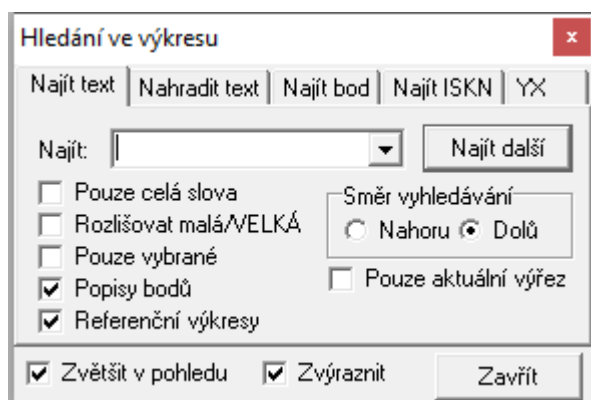 Hledání ve výkresu
x
Najít text Nahradit text Najít bod Najít ISKN YX
Najít: Najít další
Pouze celá slova
Směr vyhledávání
Rozlišovat malá/VELKÁ
Nahoru Dolů
Pouze vybrané
Pouze aktuální výřez
Popisy bodů
Referenční výkresy
Zvětšit v pohledu Zvýraznit Zavřít